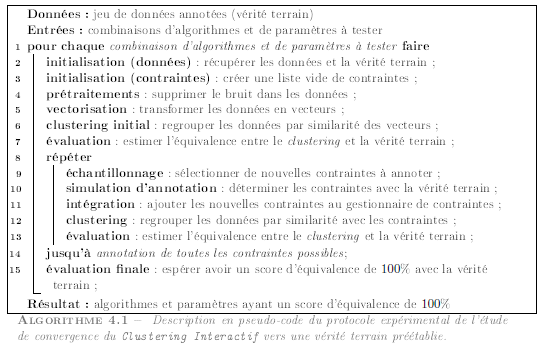 Données : jeu de données annotées (vérité terrain)
Entrées : combinaisons d'algorithmes et de paramètres à tester
1 pour chaque combinaison d'algorithmes et de paramètres à tester faire
2 initialisation (données) : récupérer les données et la vérité terrain ;
3 initialisation (contraintes) : créer une liste vide de contraintes ;
4 prétraitements : supprimer le bruit dans les données ;
5 vectorisation : transformer les données en vecteurs ;
6 clustering initial : regrouper les données par similarité des vecteurs ;
7 évaluation : estimer l'équivalence entre le clustering et la vérité terrain ;
8 répéter
9 échantillonnage : sélectionner de nouvelles contraintes à annoter ;
10 simulation d'annotation : déterminer les contraintes avec la vérité terrain ;
11 intégration : ajouter les nouvelles contraintes au gestionnaire de contraintes ;
12 clustering : regrouper les données par similarité avec les contraintes ;
13 évaluation : estimer l'équivalence entre le clustering et la vérité terrain ;
14 jusqu'à annotation de toutes les contraintes possibles;
15 évaluation finale : espérer avoir un score d'équivalence de 100% avec la vérité
terrain ;
Résultat : algorithmes et paramètres ayant un score d'équivalence de 100%
ALGORITHME 4.1 – Description en pseudo-code du protocole expérimental de l'étude
de convergence du Clustering Interactif vers une vérité terrain préétablie.